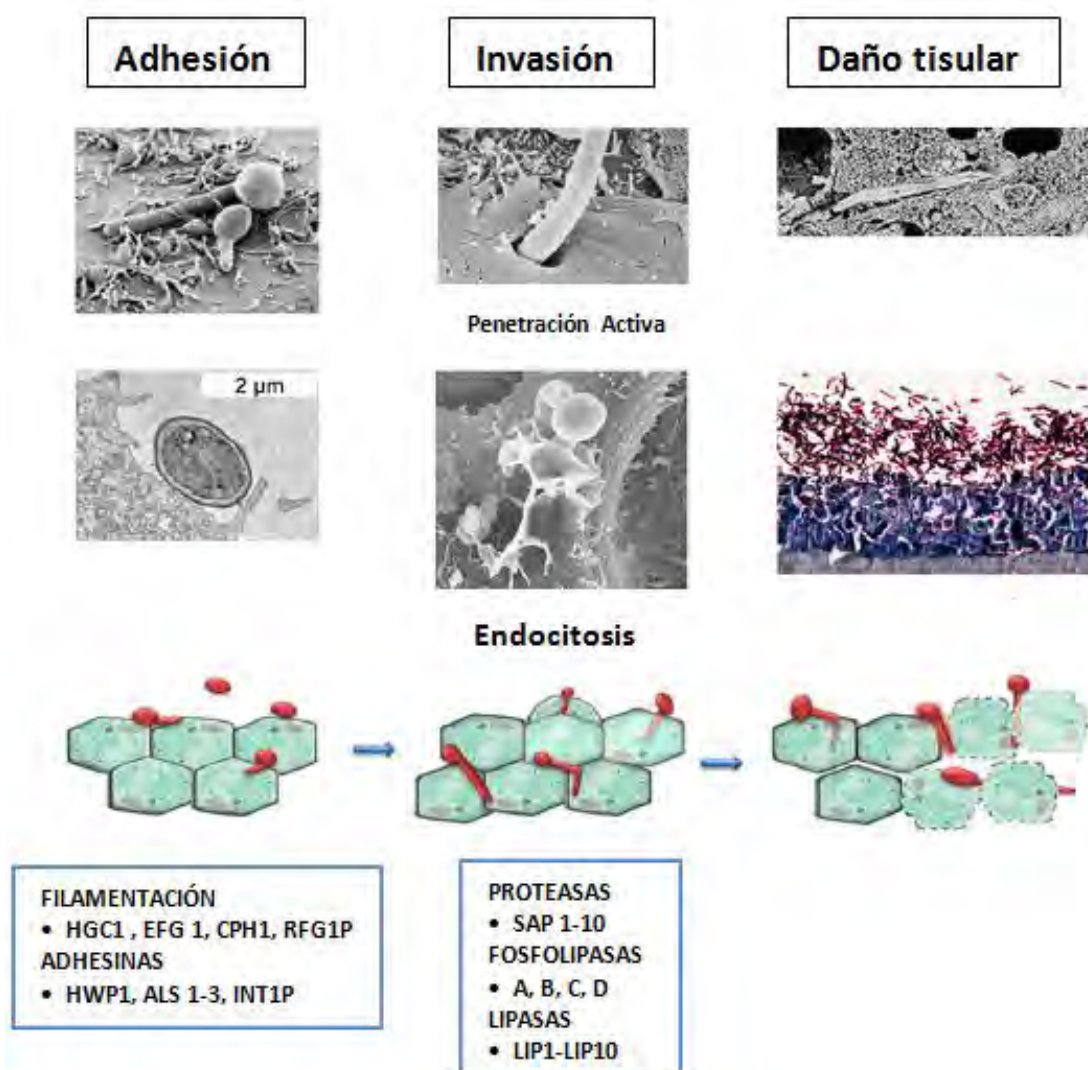 Adhesión
Invasión
Daño tisular
Penetración Activa
2 µm
Endocitosis
FILAMENTACIÓN
• HGC1 , EFG 1, CPH1, RFG1P
ADHESINAS
• HWP1, ALS 1-3, INT1P
PROTEASAS
• SAP 1-10
FOSFOLIPASAS
• A, B, C, D
LIPASAS
• LIP1-LIP10